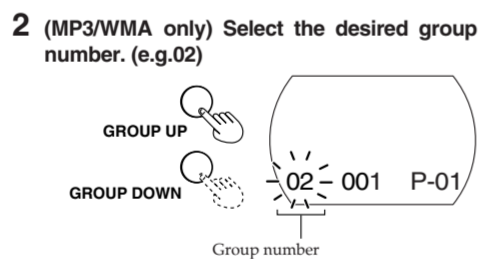 2 (MP3/WMA only) Select the desired group
number. (e.g.02)
GROUP UP
GROUP DOWN
02 001 P-01
Group number